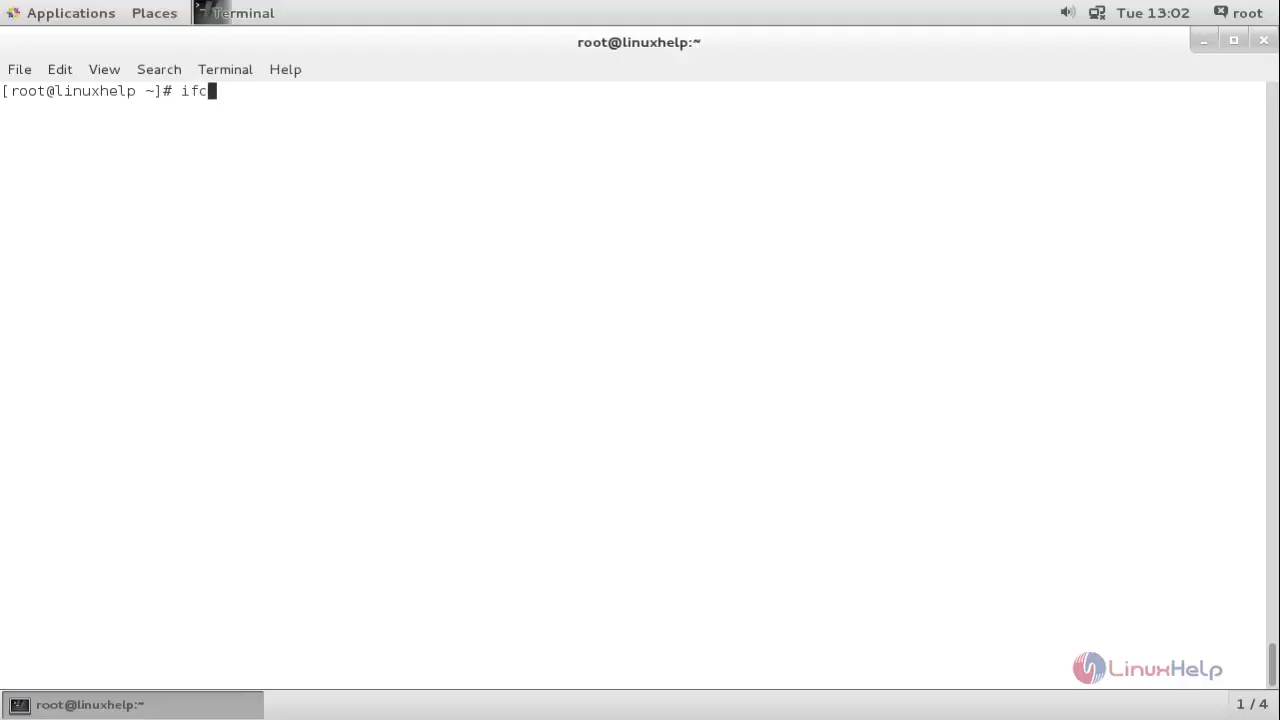 Applications Places Terminal Tue 13:02 root
root@linuxhelp:~
File Edit View Search Terminal Help
[root@linuxhelp ~]# ifc
LinuxHelp
root@linuxhelp:~ 1 / 4